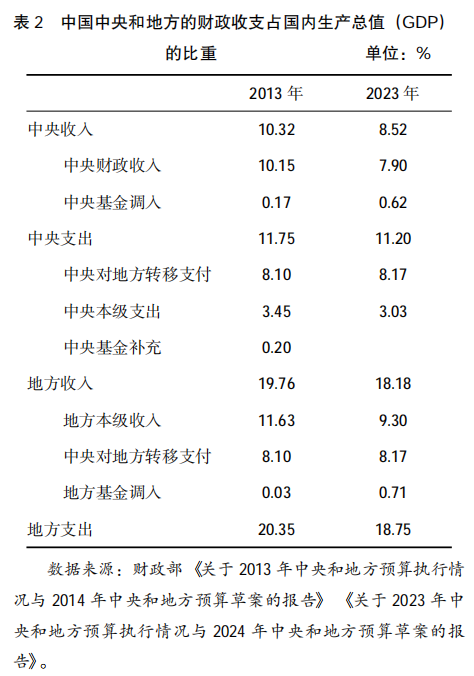 表 2 中国中央和地方的财政收支占国内生产总值（GDP）
的比重 单位：%
2013 年 2023 年
中央收入 10.32 8.52
中央财政收入 10.15 7.90
中央基金调入 0.17 0.62
中央支出 11.75 11.20
中央对地方转移支付 8.10 8.17
中央本级支出 3.45 3.03
中央基金补充 0.20
地方收入 19.76 18.18
地方本级收入 11.63 9.30
中央对地方转移支付 8.10 8.17
地方基金调入 0.03 0.71
地方支出 20.35 18.75
数据来源：财政部《关于 2013 年中央和地方预算执行情
况与 2014 年中央和地方预算草案的报告》《关于 2023 年中
央和地方预算执行情况与 2024 年中央和地方预算草案的报
告》。